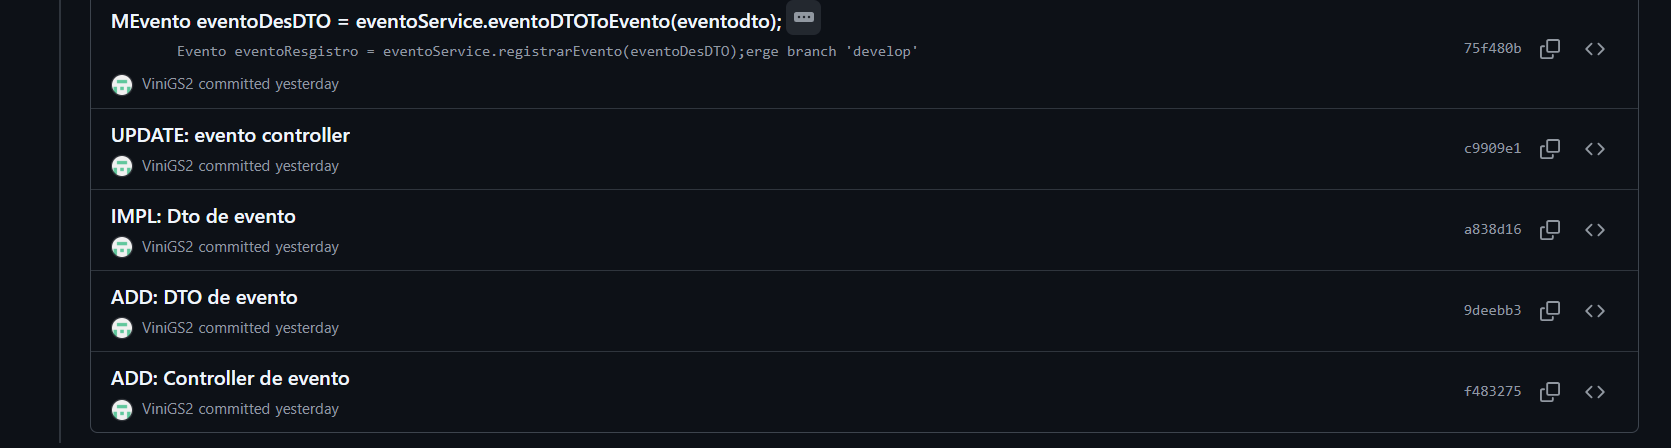 MEvento eventoDesDTO = eventoService.eventoDTOToEvento(eventodto);
Evento eventoResgistro = eventoService.registrarEvento(eventoDesDTO);erge branch 'develop'
75f480b
ViniGS2 committed yesterday
UPDATE: evento controller
c9909e1
ViniGS2 committed yesterday
IMPL: Dto de evento
a838d16
ViniGS2 committed yesterday
ADD: DTO de evento
9deebb3
ViniGS2 committed yesterday
ADD: Controller de evento
f483275
ViniGS2 committed yesterday